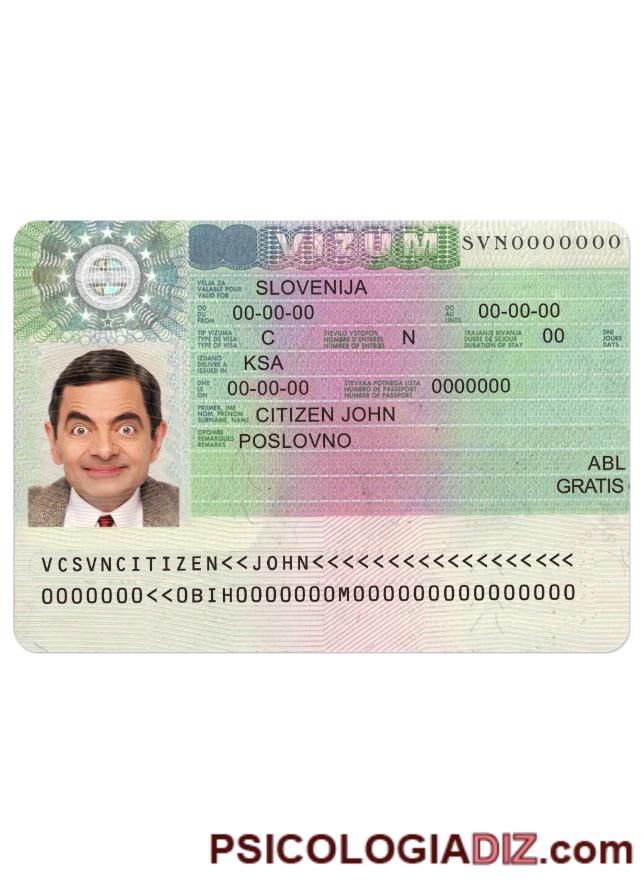 VIZUM SVN0000000
VELJA ZA SLOVENIJA
VALABLE POUR
VALID FOR
OD 00-00-00 DO 00-00-00
DU AU
FROM UNTIL
TIP VIZUMA C ŠTEVILO VSTOPOV N TRAJANJE BIVANJA 00 DNI
TYPE DE VISA NOMBRE D'ENTREES DUREE DE SEJOUR JOURS
TYPE OF VISA NUMBER OF ENTRIES DURATION OF STAY DAYS
IZDANO KSA
DELIVRE A
ISSUED IN
DNE 00-00-00 ŠTEVILKA POTNEGA LISTA 0000000
LE NUMERO DE PASSEPORT
ON NUMBER OF PASSPORT
PRIIMEK, IME CITIZEN JOHN
NOM, PRENOM
SURNAME, NAME
OPOMBE POSLOVNO
REMARQUES
REMARKS
ABL
GRATIS
VCSVNCITIZEN<<JOHN<<<<<<<<<<<<<<<<<<
0000000<<0BIH0000000M000000000000000
PSICOLOGIADIZ.com